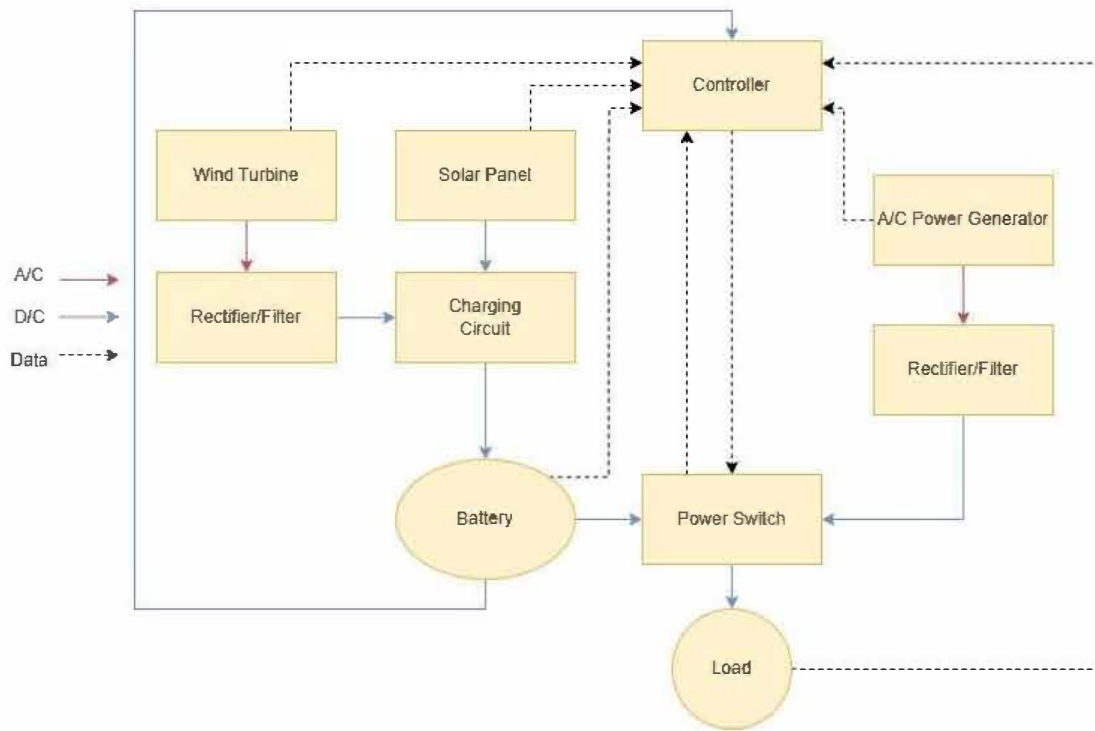 Controller
Wind Turbine
Solar Panel
A/C Power Generator
A/C
D/C
Data
Rectifier/Filter
Charging
Circuit
Rectifier/Filter
Battery
Power Switch
Load